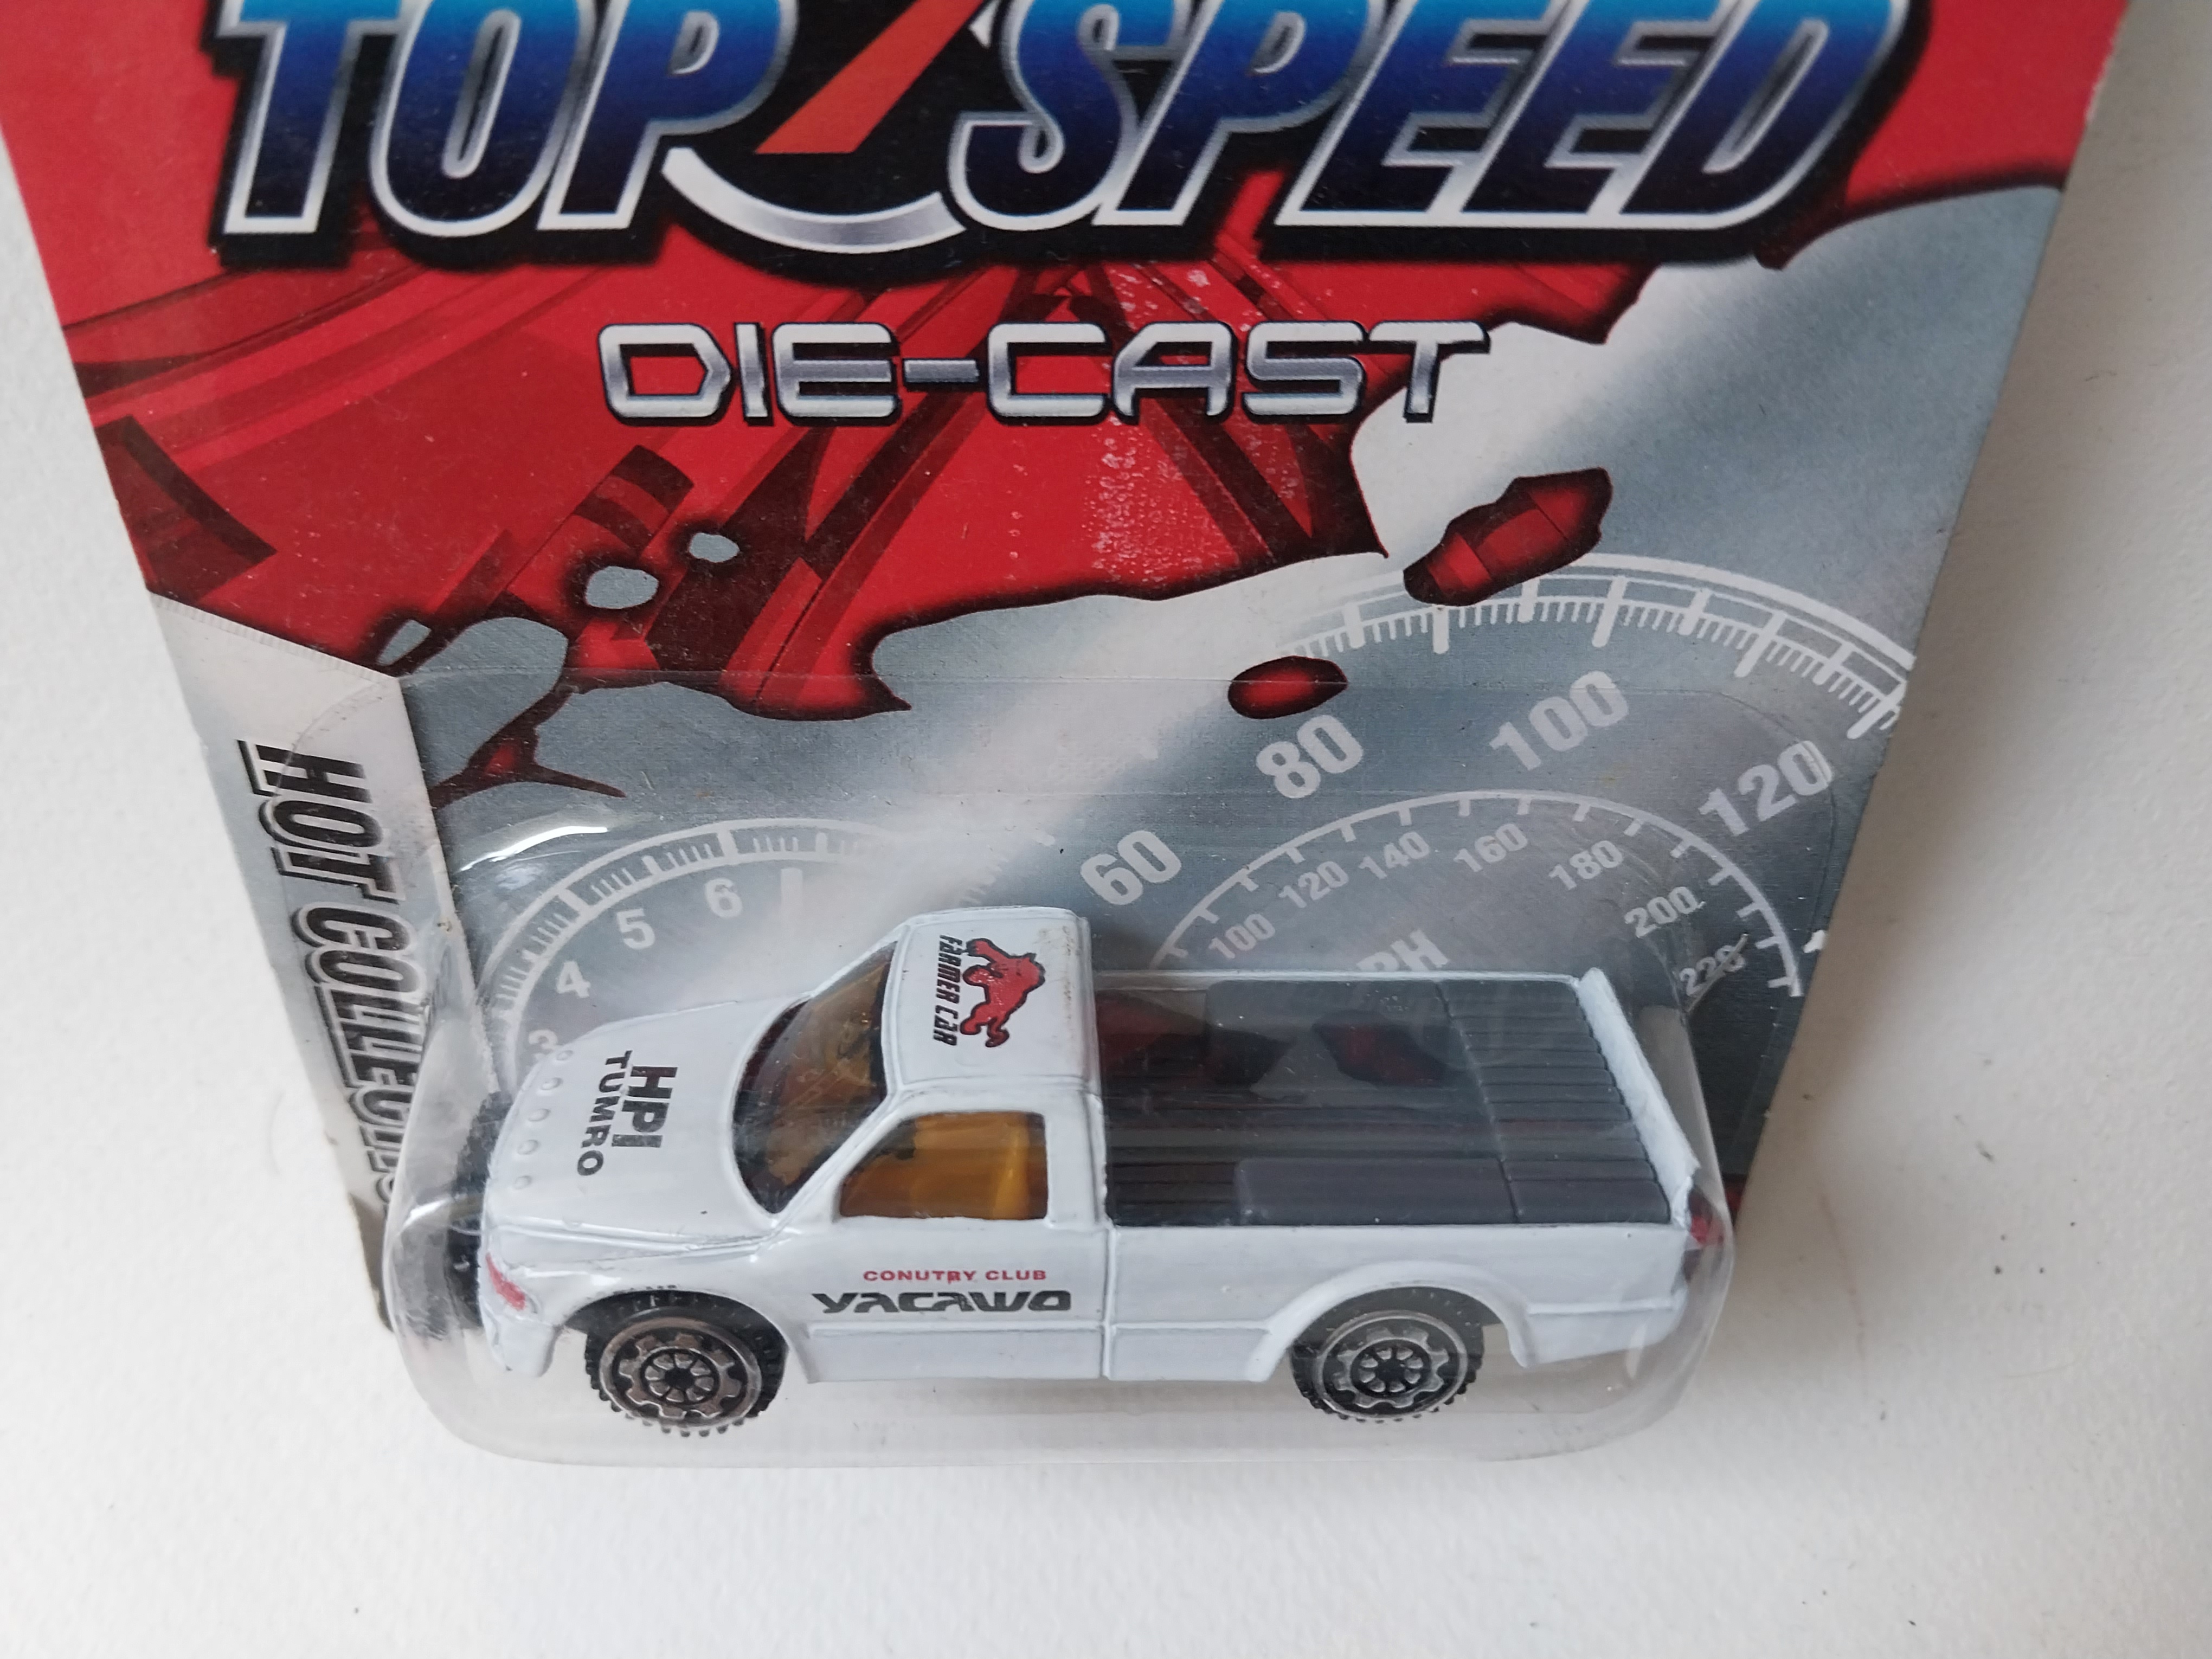 TOP SPEED
DIE-CAST
80
100
120
60
100
120
140
160
180
200
220
3
4
5
6
HOT
FARMER CAR
HPI
TUMRO
CONUTRY CLUB
YACAWO